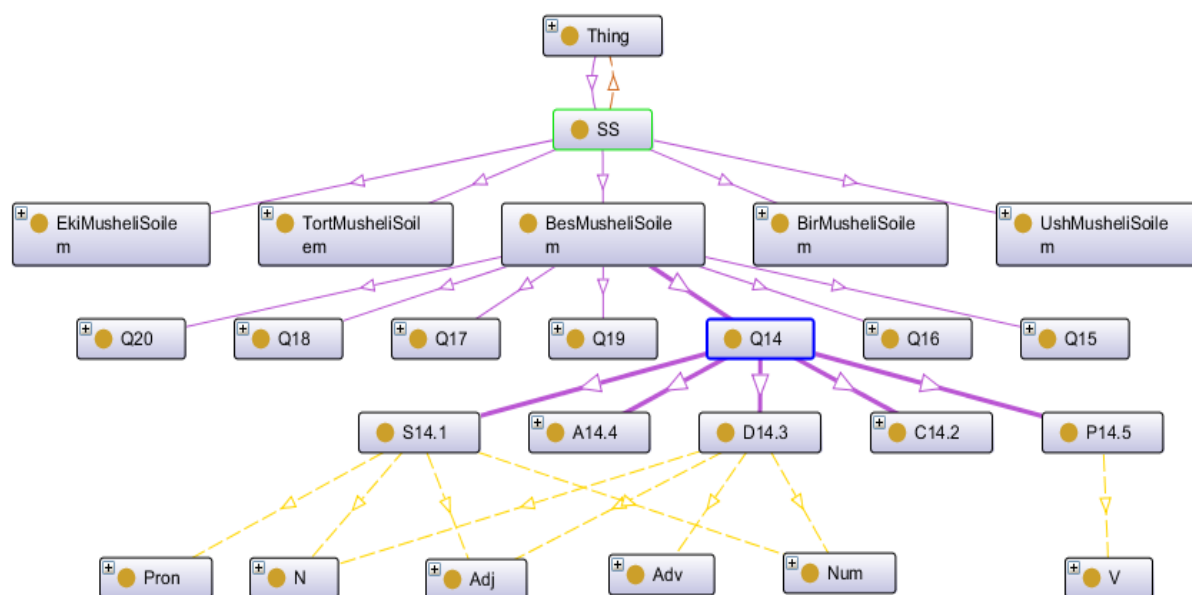 Thing
SS
EkiMusheliSoile
m
TortMusheliSoil
em
BesMusheliSoile
m
BirMusheliSoile
m
UshMusheliSoile
m
Q20
Q18
Q17
Q19
Q14
Q16
Q15
S14.1
A14.4
D14.3
C14.2
P14.5
Pron
N
Adj
Adv
Num
V